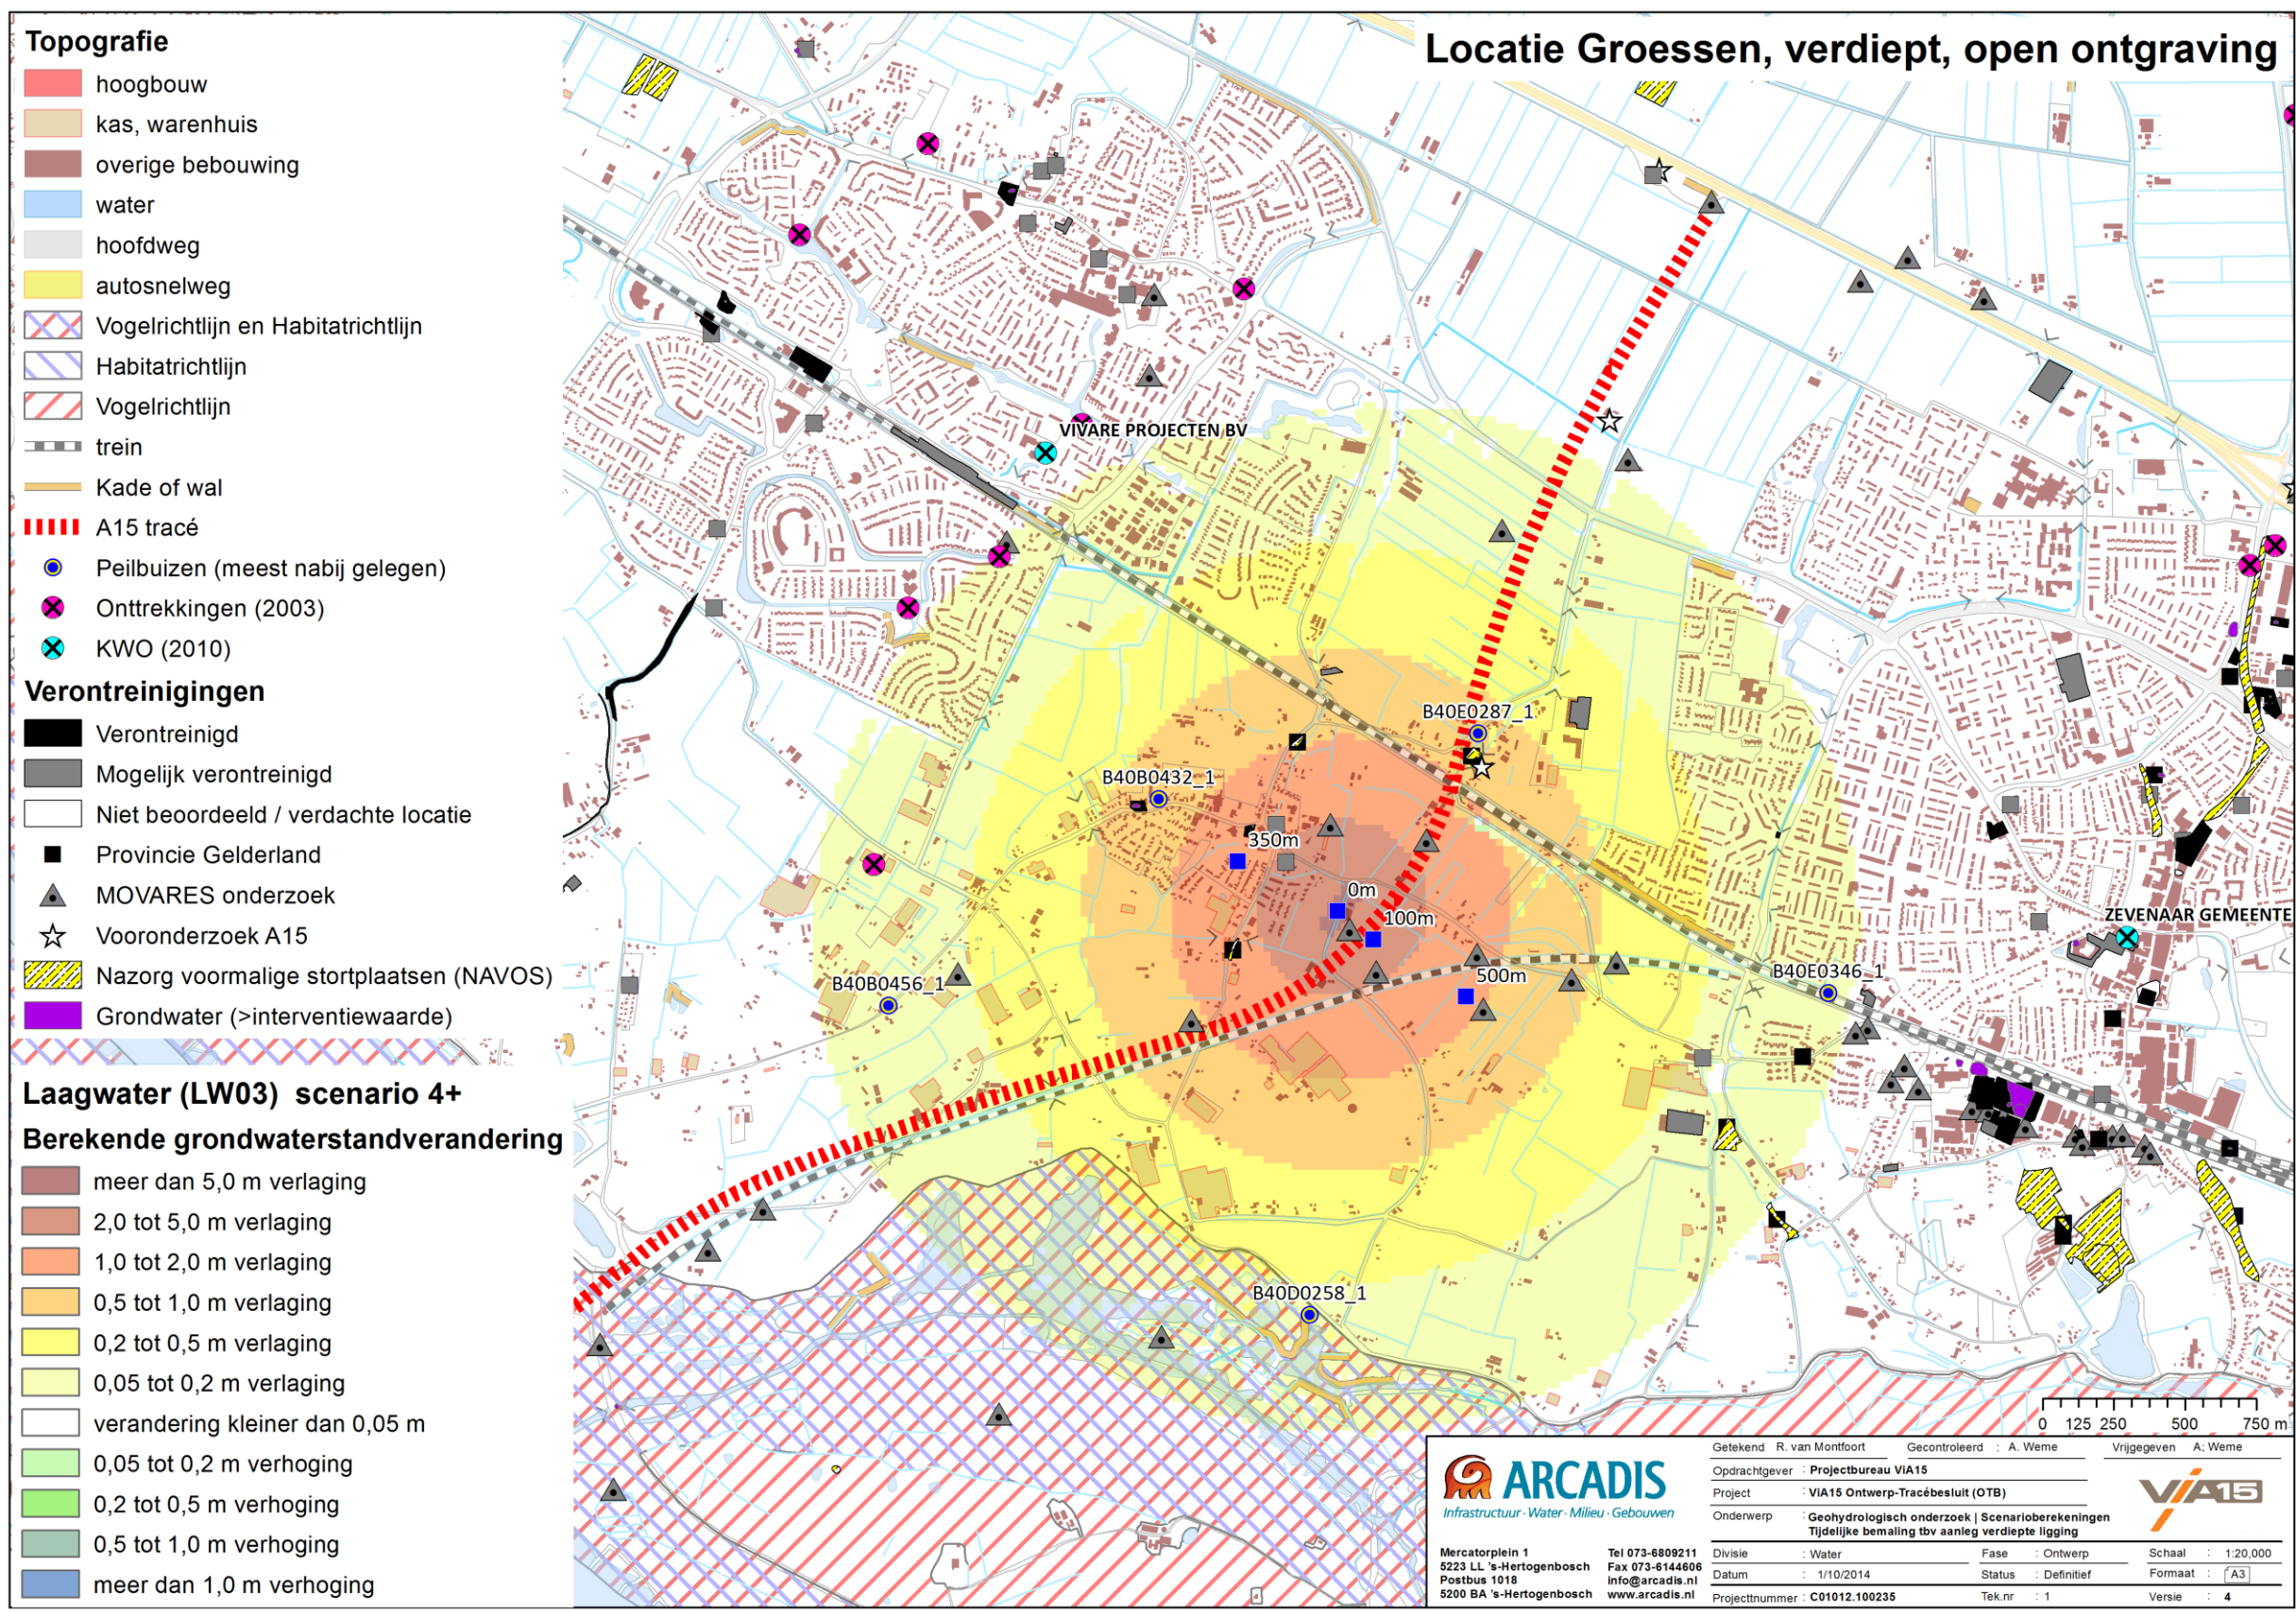 Locatie Groessen, verdiept, open ontgraving
Topografie
hoogbouw
kas, warenhuis
overige bebouwing
water
hoofdweg
autosnelweg
Vogelrichtlijn en Habitatrichtlijn
Habitatrichtlijn
Vogelrichtlijn
trein
Kade of wal
A15 tracé
Peilbuizen (meest nabij gelegen)
Onttrekkingen (2003)
KWO (2010)
Verontreinigingen
Verontreinigd
Mogelijk verontreinigd
Niet beoordeeld / verdachte locatie
Provincie Gelderland
MOVARES onderzoek
Vooronderzoek A15
Nazorg voormalige stortplaatsen (NAVOS)
Grondwater (>interventiewaarde)
Laagwater (LW03) scenario 4+
Berekende grondwaterstandverandering
meer dan 5,0 m verlaging
2,0 tot 5,0 m verlaging
1,0 tot 2,0 m verlaging
0,5 tot 1,0 m verlaging
0,2 tot 0,5 m verlaging
0,05 tot 0,2 m verlaging
verandering kleiner dan 0,05 m
0,05 tot 0,2 m verhoging
0,2 tot 0,5 m verhoging
0,5 tot 1,0 m verhoging
meer dan 1,0 m verhoging
VIVARE PROJECTEN BV
B40E0287_1
B40B0432_1
350m
0m
100m
ZEVENAAR GEMEENTE
500m
B40E0346_1
B40B0456_1
B40D0258_1
0 125 250 500 750 m
ARCADIS
Infrastructuur · Water · Milieu · Gebouwen
Mercatorplein 1 Tel 073-6809211
5223 LL 's-Hertogenbosch Fax 073-6144606
Postbus 1018 info@arcadis.nl
5200 BA 's-Hertogenbosch www.arcadis.nl
Getekend R. van Montfoort Gecontroleerd : A. Weme Vrijgegeven A: Weme
Opdrachtgever : Projectbureau ViA15
Project : ViA15 Ontwerp-Tracébesluit (OTB)
Onderwerp : Geohydrologisch onderzoek | Scenarioberekeningen
Tijdelijke bemaling tbv aanleg verdiepte ligging
ViA15
Divisie : Water Fase : Ontwerp Schaal : 1:20,000
Datum : 1/10/2014 Status : Definitief Formaat : A3
Projecttnummer : C01012.100235 Tek.nr : 1 Versie : 4